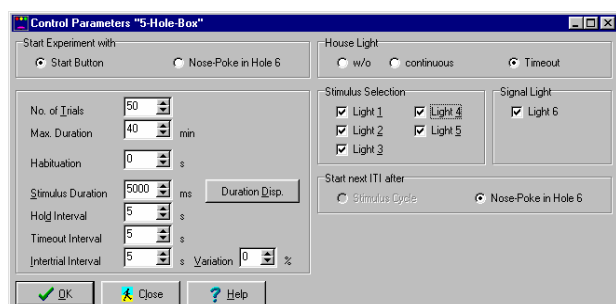 Control Parameters "5-Hole-Box"
Start Experiment with
Start Button
Nose-Poke in Hole 6
House Light
w/o
continuous
Timeout
No. of Trials 50
Max. Duration 40 min
Habituation 0 s
Stimulus Duration 5000 ms
Duration Disp.
Hold Interval 5 s
Timeout Interval 5 s
Intertrial Interval 5 s Variation 0 %
Stimulus Selection
Light 1
Light 4
Light 2
Light 5
Light 3
Signal Light
Light 6
Start next ITI after
Stimulus Cycle
Nose-Poke in Hole 6
OK
Close
? Help